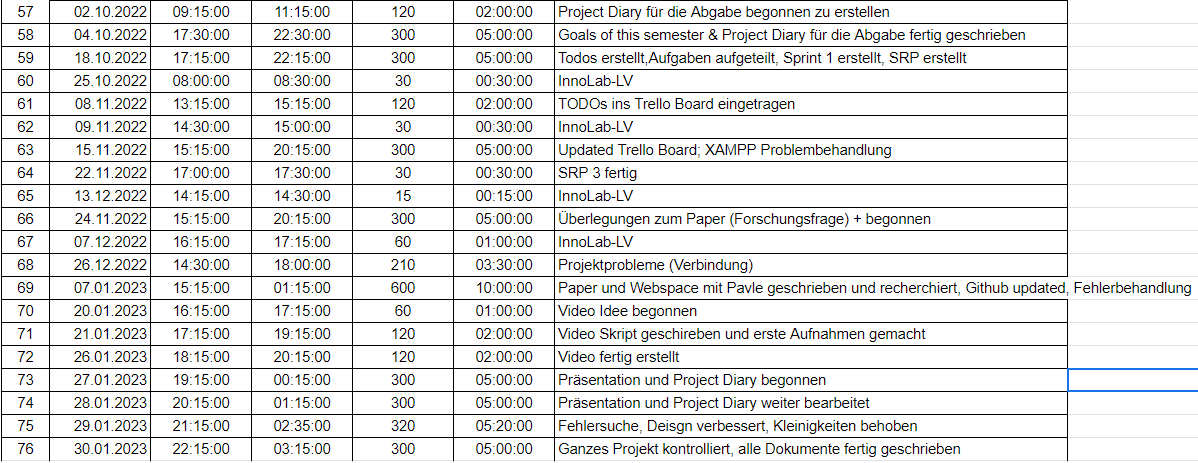 57 02.10.2022 09:15:00 11:15:00 120 02:00:00 Project Diary für die Abgabe begonnen zu erstellen
58 04.10.2022 17:30:00 22:30:00 300 05:00:00 Goals of this semester & Project Diary für die Abgabe fertig geschrieben
59 18.10.2022 17:15:00 22:15:00 300 05:00:00 Todos erstellt,Aufgaben aufgeteilt, Sprint 1 erstellt, SRP erstellt
60 25.10.2022 08:00:00 08:30:00 30 00:30:00 InnoLab-LV
61 08.11.2022 13:15:00 15:15:00 120 02:00:00 TODOs ins Trello Board eingetragen
62 09.11.2022 14:30:00 15:00:00 30 00:30:00 InnoLab-LV
63 15.11.2022 15:15:00 20:15:00 300 05:00:00 Updated Trello Board; XAMPP Problembehandlung
64 22.11.2022 17:00:00 17:30:00 30 00:30:00 SRP 3 fertig
65 13.12.2022 14:15:00 14:30:00 15 00:15:00 InnoLab-LV
66 24.11.2022 15:15:00 20:15:00 300 05:00:00 Überlegungen zum Paper (Forschungsfrage) + begonnen
67 07.12.2022 16:15:00 17:15:00 60 01:00:00 InnoLab-LV
68 26.12.2022 14:30:00 18:00:00 210 03:30:00 Projektprobleme (Verbindung)
69 07.01.2023 15:15:00 01:15:00 600 10:00:00 Paper und Webspace mit Pavle geschrieben und recherchiert, Github updated, Fehlerbehandlung
70 20.01.2023 16:15:00 17:15:00 60 01:00:00 Video Idee begonnen
71 21.01.2023 17:15:00 19:15:00 120 02:00:00 Video Skript geschireben und erste Aufnahmen gemacht
72 26.01.2023 18:15:00 20:15:00 120 02:00:00 Video fertig erstellt
73 27.01.2023 19:15:00 00:15:00 300 05:00:00 Präsentation und Project Diary begonnen
74 28.01.2023 20:15:00 01:15:00 300 05:00:00 Präsentation und Project Diary weiter bearbeitet
75 29.01.2023 21:15:00 02:35:00 320 05:20:00 Fehlersuche, Deisgn verbessert, Kleinigkeiten behoben
76 30.01.2023 22:15:00 03:15:00 300 05:00:00 Ganzes Projekt kontrolliert, alle Dokumente fertig geschrieben